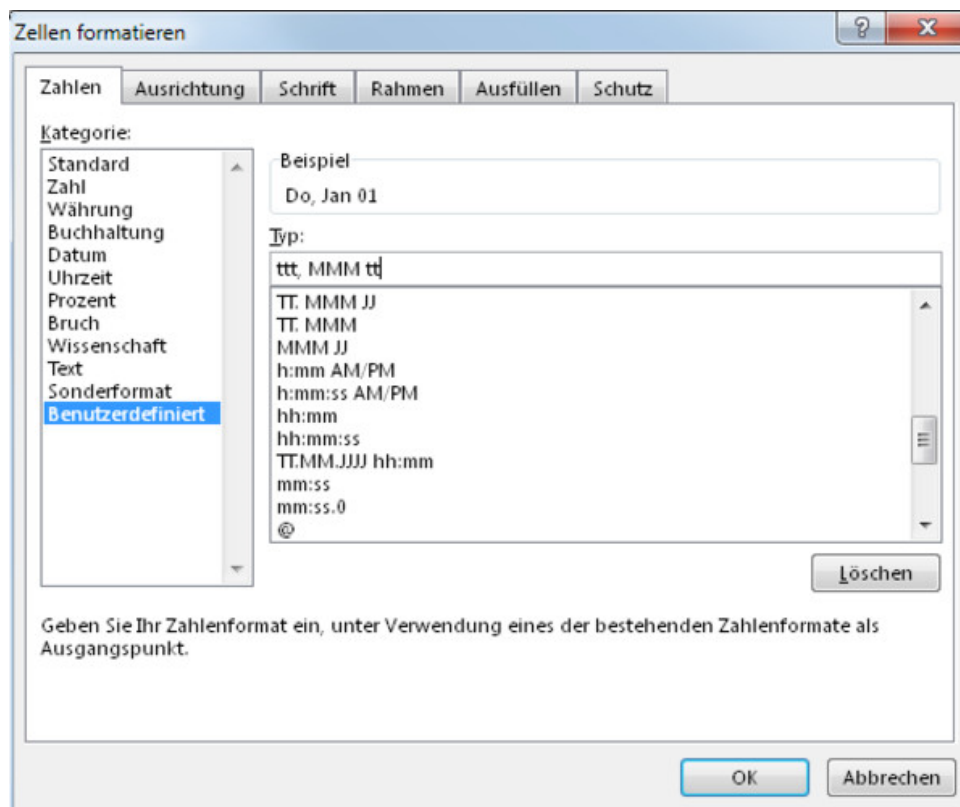 Zellen formatieren
Zahlen Ausrichtung Schrift Rahmen Ausfüllen Schutz
Kategorie:
Standard
Zahl
Währung
Buchhaltung
Datum
Uhrzeit
Prozent
Bruch
Wissenschaft
Text
Sonderformat
Benutzerdefiniert
Beispiel
Do, Jan 01
Typ:
ttt, MMM tt
TT. MMM JJ
TT. MMM
MMM JJ
h:mm AM/PM
h:mm:ss AM/PM
hh:mm
hh:mm:ss
TT.MM.JJJJ hh:mm
mm:ss
mm:ss.0
@
Löschen
Geben Sie Ihr Zahlenformat ein, unter Verwendung eines der bestehenden Zahlenformate als
Ausgangspunkt.
OK Abbrechen